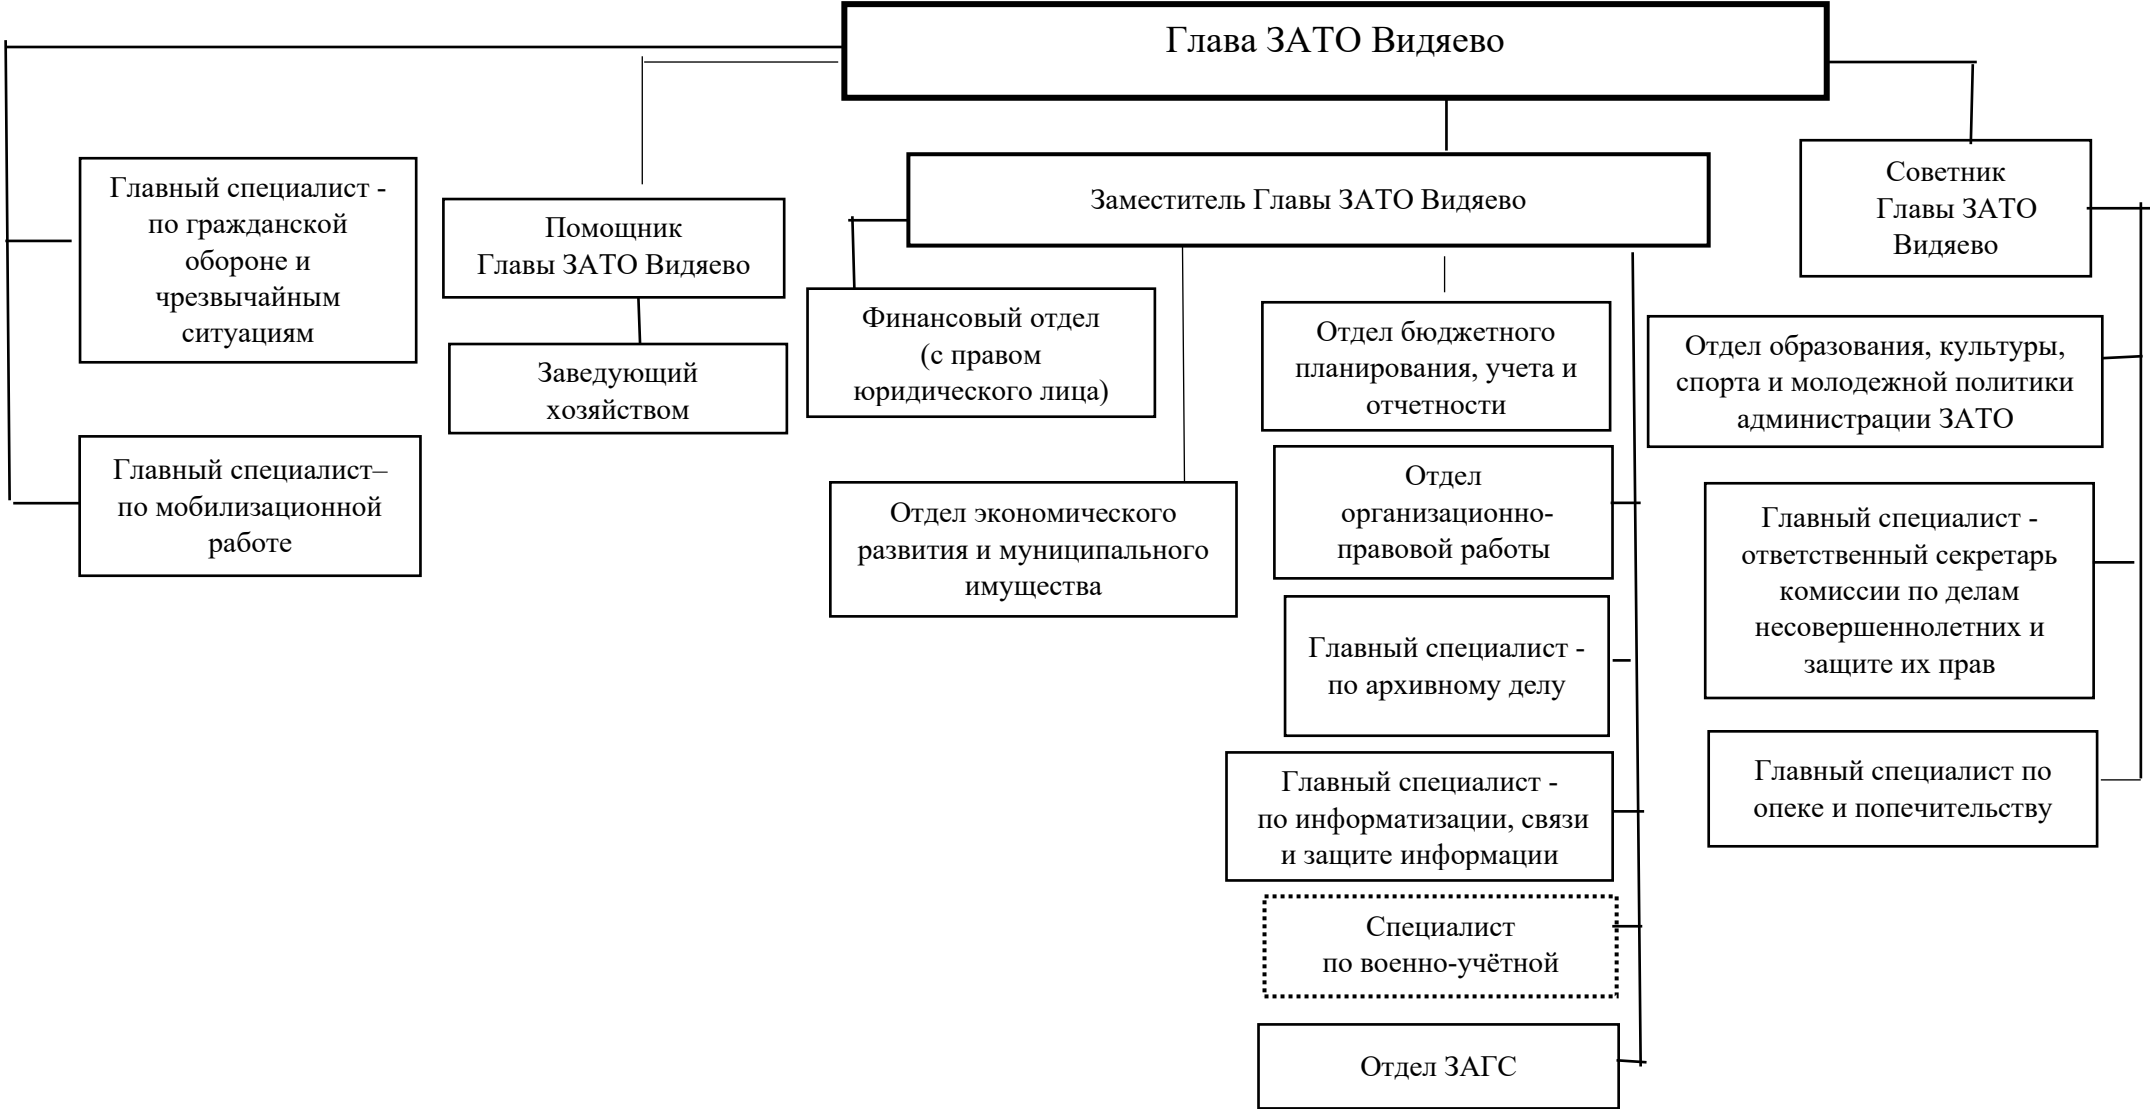 Глава ЗАТО Видяево
Главный специалист -
по гражданской
обороне и
чрезвычайным
ситуациям
Помощник
Главы ЗАТО Видяево
Заместитель Главы ЗАТО Видяево
Советник
Главы ЗАТО
Видяево
Заведующий
хозяйством
Финансовый отдел
(с правом
юридического лица)
Отдел бюджетного
планирования, учета и
отчетности
Отдел образования, культуры,
спорта и молодежной политики
администрации ЗАТО
Главный специалист–
по мобилизационной
работе
Отдел экономического
развития и муниципального
имущества
Отдел
организационно-
правовой работы
Главный специалист -
ответственный секретарь
комиссии по делам
несовершеннолетних и
защите их прав
Главный специалист -
по архивному делу
Главный специалист -
по информатизации, связи
и защите информации
Главный специалист по
опеке и попечительству
Специалист
по военно-учётной
Отдел ЗАГС